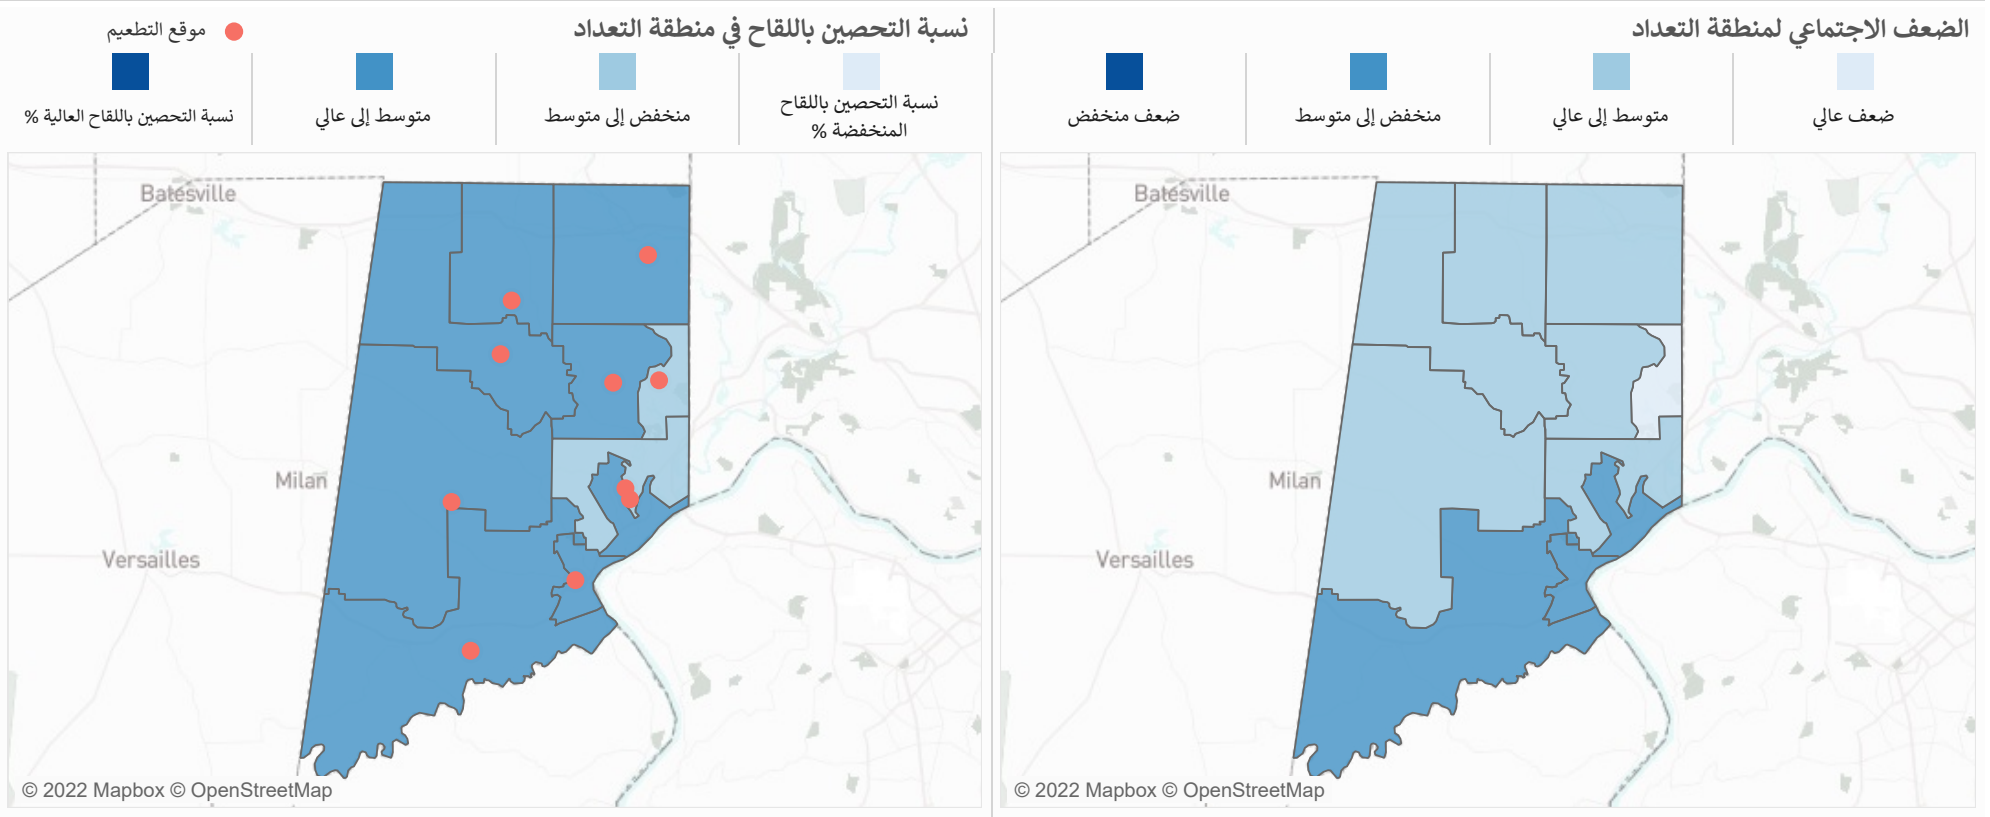 الضعف الاجتماعي لمنطقة التعداد
ضعف عالي
متوسط إلى عالي
منخفض إلى متوسط
ضعف منخفض
Batesville
Milan
Versailles
© 2022 Mapbox © OpenStreetMap
نسبة التحصين باللقاح في منطقة التعداد
موقع التطعيم
نسبة التحصين باللقاح
المنخفضة %
منخفض إلى متوسط
متوسط إلى عالي
نسبة التحصين باللقاح العالية %
Batesville
Milan
Versailles
© 2022 Mapbox © OpenStreetMap